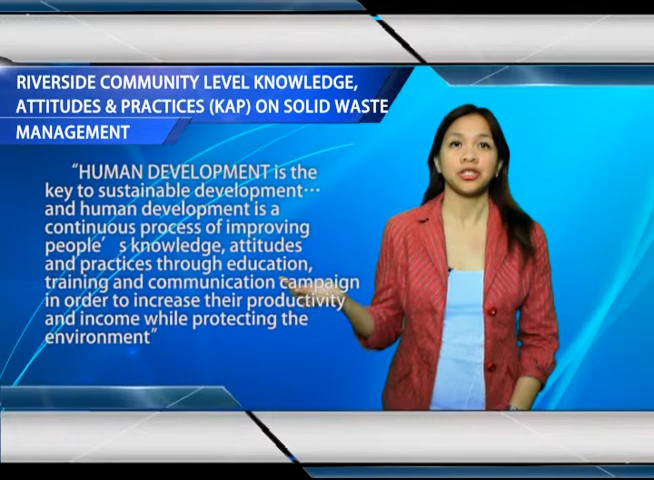 RIVERSIDE COMMUNITY LEVEL KNOWLEDGE,
ATTITUDES & PRACTICES (KAP) ON SOLID WASTE
MANAGEMENT
“HUMAN DEVELOPMENT is the
key to sustainable development…
and human development is a
continuous process of improving
people’s knowledge, attitudes
and practices through education,
training and communication campaign
in order to increase their productivity
and income while protecting the
environment”